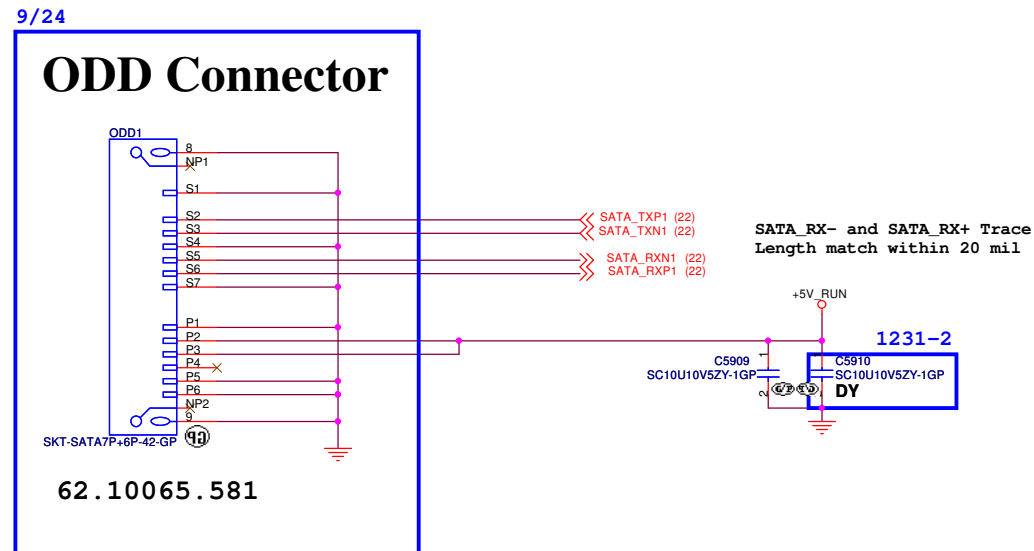 9/24
ODD Connector
ODD1
8
NP1
S1
S2
S3
S4
S5
S6
S7
P1
P2
P3
P4
P5
P6
NP2
9
SKT-SATA7P+6P-42-GP
GP
62.10065.581
SATA_TXP1 (22)
SATA_TXN1 (22)
SATA_RXN1 (22)
SATA_RXP1 (22)
SATA_RX- and SATA_RX+ Trace
Length match within 20 mil
+5V_RUN
1231-2
1
C5909
SC10U10V5ZY-1GP
2
1
C5910
SC10U10V5ZY-1GP
DY